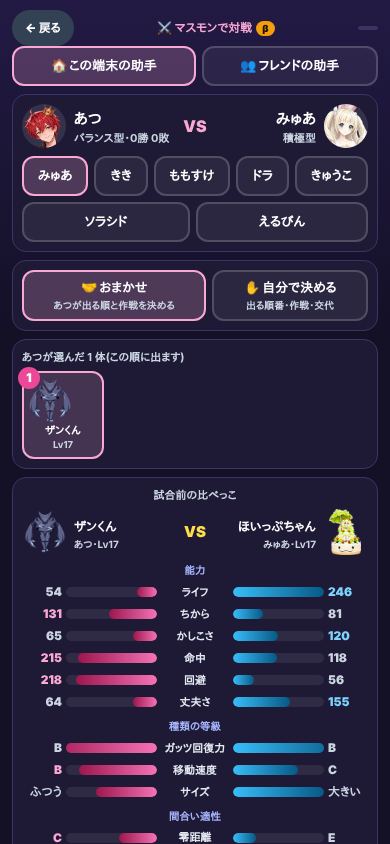 ← 戻る
⚔️ マスモンで対戦 β
🏠 この端末の助手
👥 フレンドの助手
あつ
バランス型・0勝 0敗
VS
みゅあ
積極型
みゅあ
きき
ももすけ
ドラ
きゅうこ
ソラシド
えるぴん
🤝 おまかせ
あつが出る順と作戦を決める
✋ 自分で決める
出る順番・作戦・交代
あつが選んだ 1 体(この順に出ます)
1
ザンくん
Lv17
試合前の比べっこ
ザンくん
あつ・Lv17
VS
ほいっぷちゃん
みゅあ・Lv17
能力
54 ライフ 246
131 ちから 81
65 かしこさ 120
215 命中 118
218 回避 56
64 丈夫さ 155
種類の等級
B ガッツ回復力 B
B 移動速度 C
ふつう サイズ 大きい
間合い適性
C 零距離 E